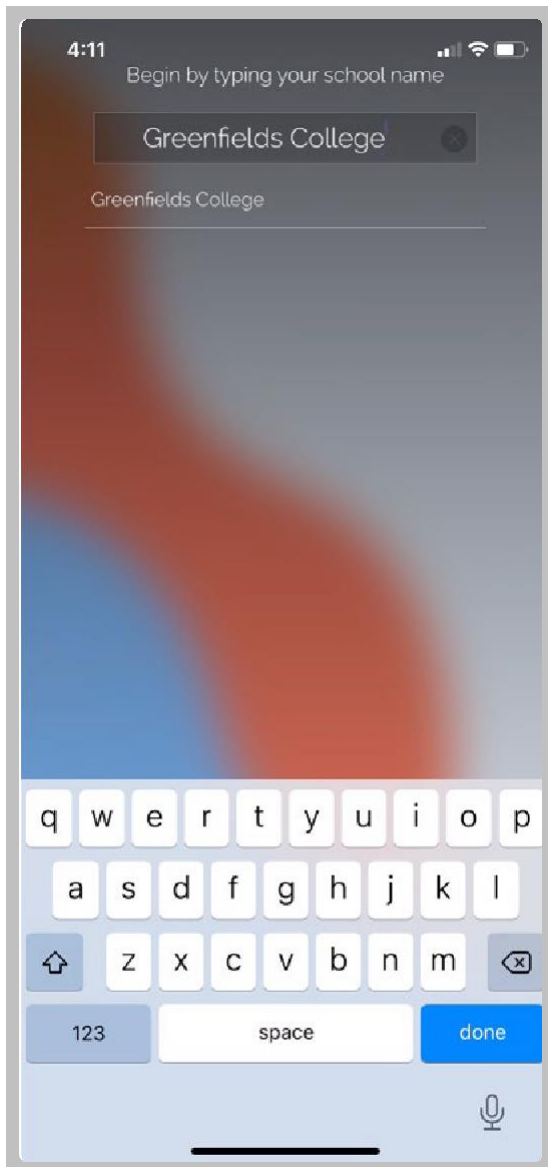 4:11
Begin by typing your school name
Greenfields College
Greenfields College
q w e r t y u i o p
a s d f g h j k l
z x c v b n m
123 space done